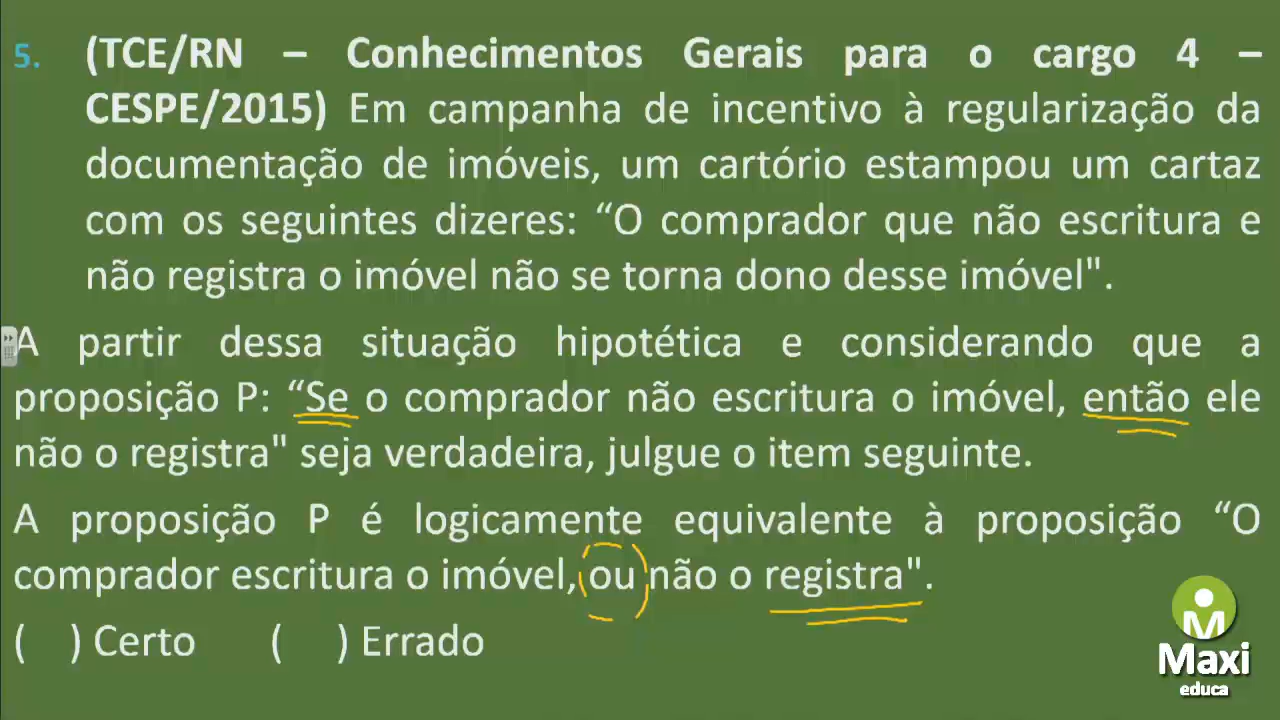 5. (TCE/RN – Conhecimentos Gerais para o cargo 4 –
CESPE/2015) Em campanha de incentivo à regularização da
documentação de imóveis, um cartório estampou um cartaz
com os seguintes dizeres: “O comprador que não escritura e
não registra o imóvel não se torna dono desse imóvel".
A partir dessa situação hipotética e considerando que a
proposição P: “Se o comprador não escritura o imóvel, então ele
não o registra" seja verdadeira, julgue o item seguinte.
A proposição P é logicamente equivalente à proposição “O
comprador escritura o imóvel, ou não o registra".
( ) Certo ( ) Errado
Maxi
educa